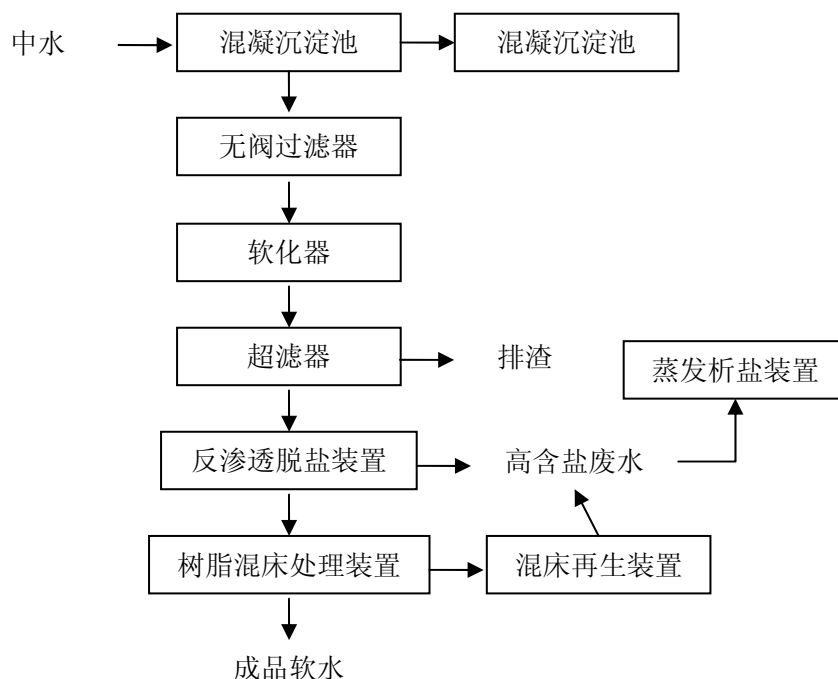 中水
混凝沉淀池
混凝沉淀池
无阀过滤器
软化器
超滤器
排渣
蒸发析盐装置
反渗透脱盐装置
高含盐废水
树脂混床处理装置
混床再生装置
成品软水